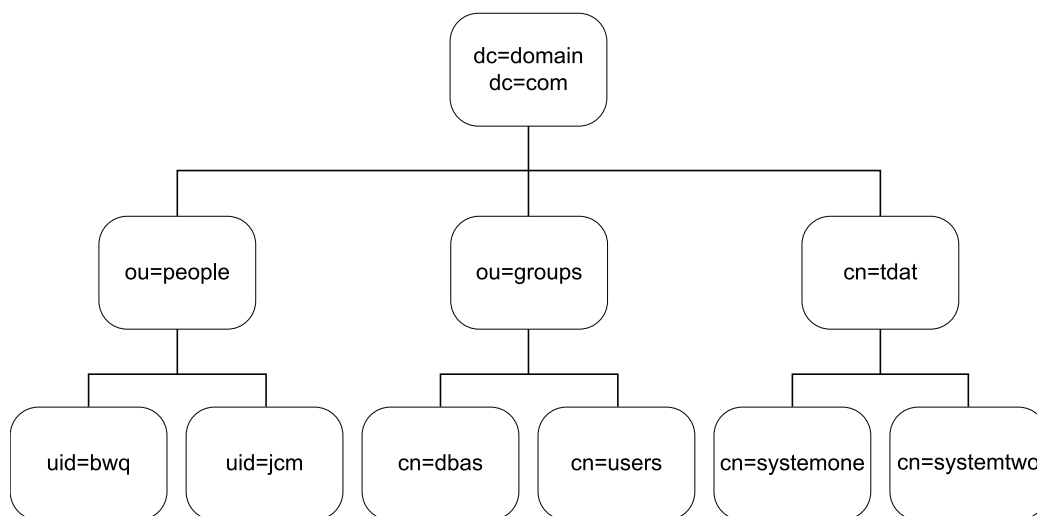 dc=domain
dc=com
ou=people
ou=groups
cn=tdat
uid=bwq
uid=jcm
cn=dbas
cn=users
cn=systemone
cn=systemtwo